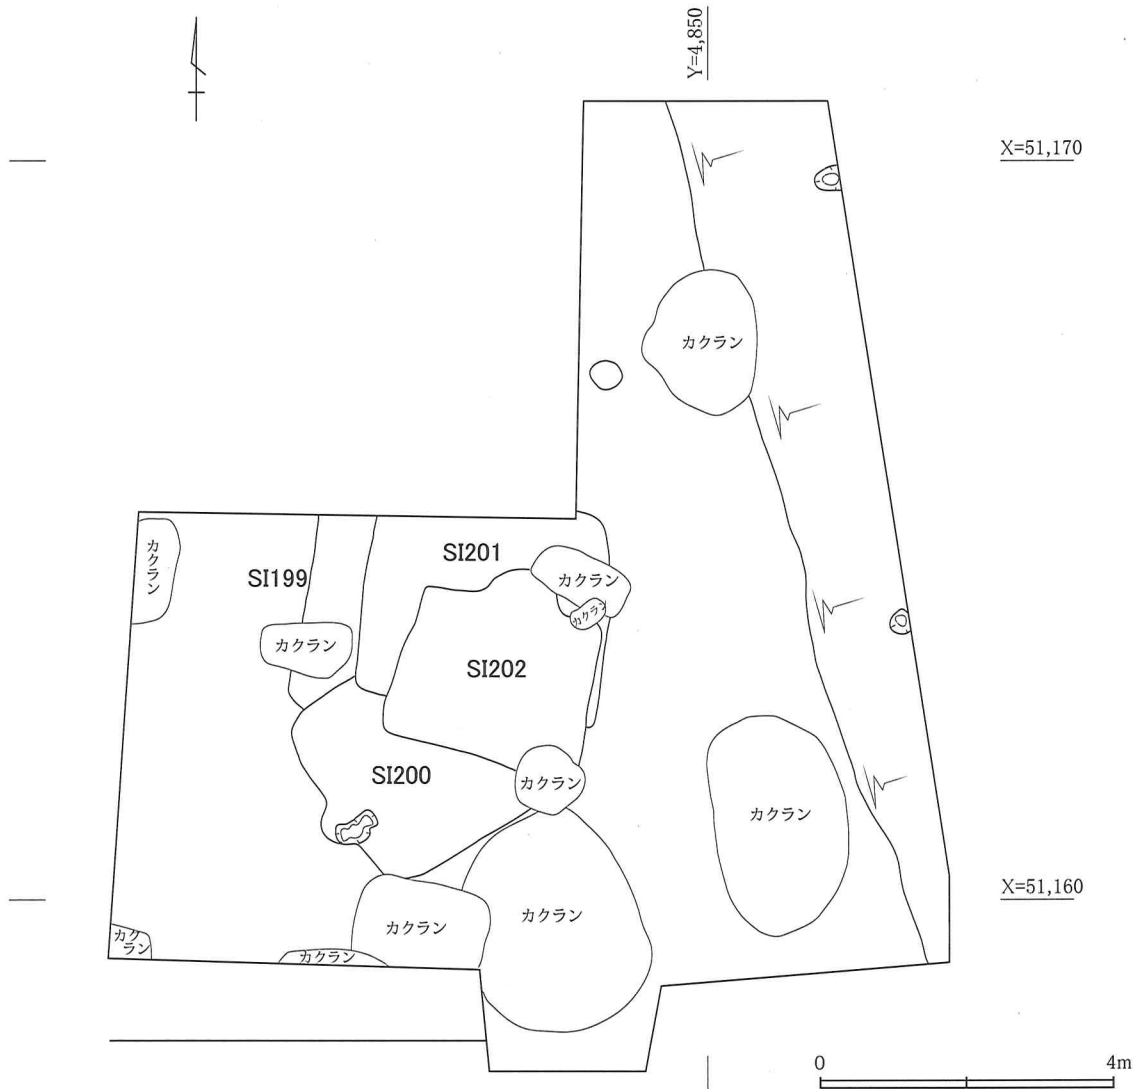 Y=4,850
X=51,170
カクラン
カクラン
SI201
SI199
カクラン
カクラン
カクラン
SI202
SI200
カクラン
カクラン
X=51,160
カクラン
カクラン
カク
ラン
カクラン
0
4m